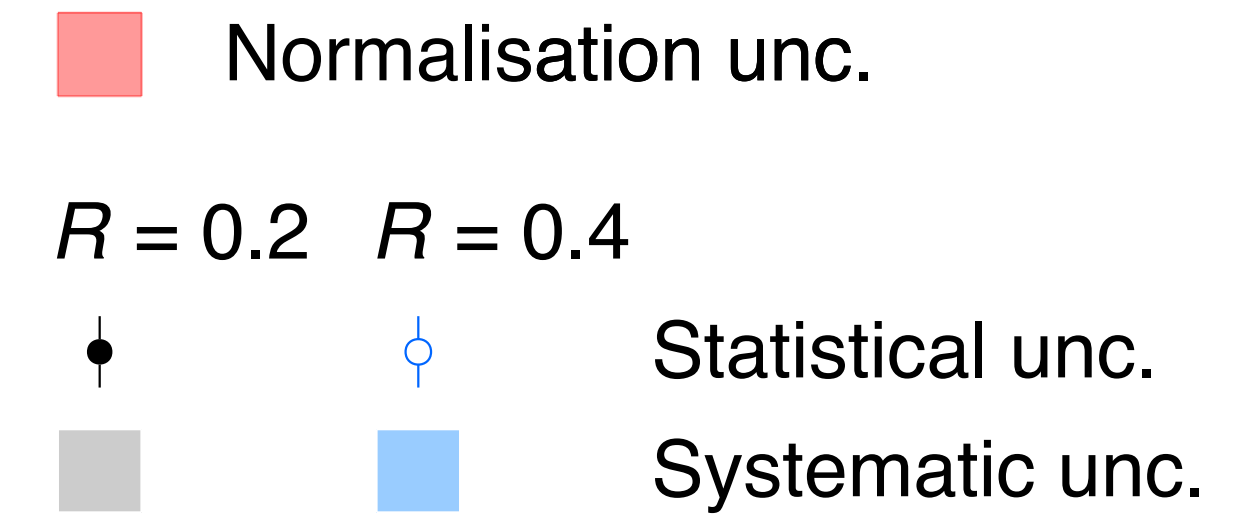 Normalisation unc.
R = 0.2 R = 0.4
Statistical unc.
Systematic unc.